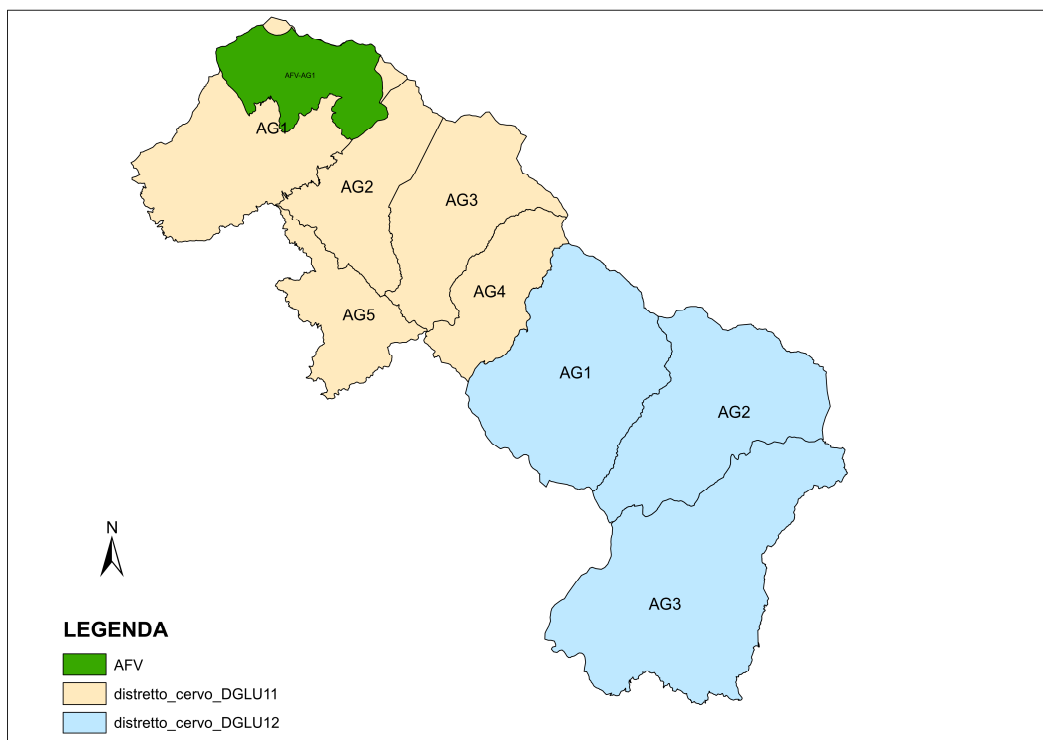 AFV-AG1
AG1
AG2
AG3
AG4
AG5
AG1
AG2
AG3
N
LEGENDA
AFV
distretto_cervo_DGLU11
distretto_cervo_DGLU12